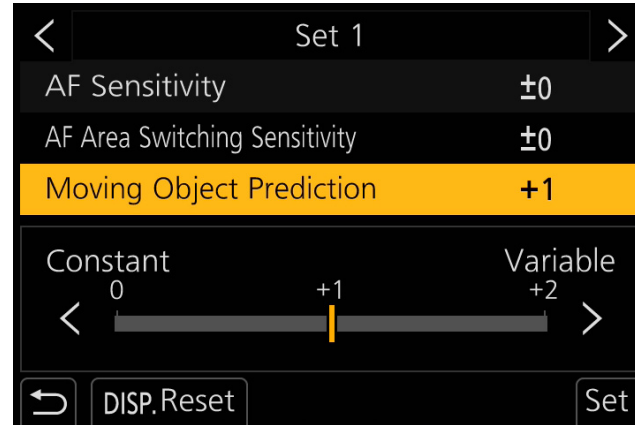 Set 1
AF Sensitivity ±0
AF Area Switching Sensitivity ±0
Moving Object Prediction +1
Constant Variable
0 +1 +2
DISP. Reset Set